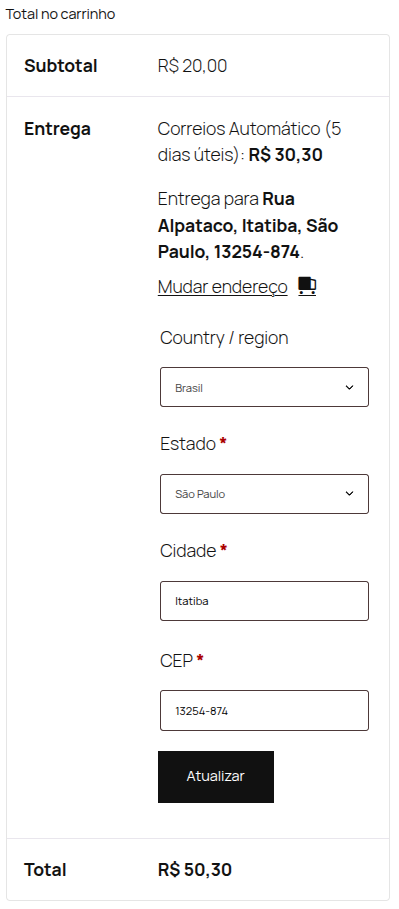 Total no carrinho
Subtotal R$ 20,00
Entrega Correios Automático (5
dias úteis): R$ 30,30
Entrega para Rua
Alpataco, Itatiba, São
Paulo, 13254-874.
Mudar endereço
Country / region
Brasil
Estado *
São Paulo
Cidade *
Itatiba
CEP *
13254-874
Atualizar
Total R$ 50,30